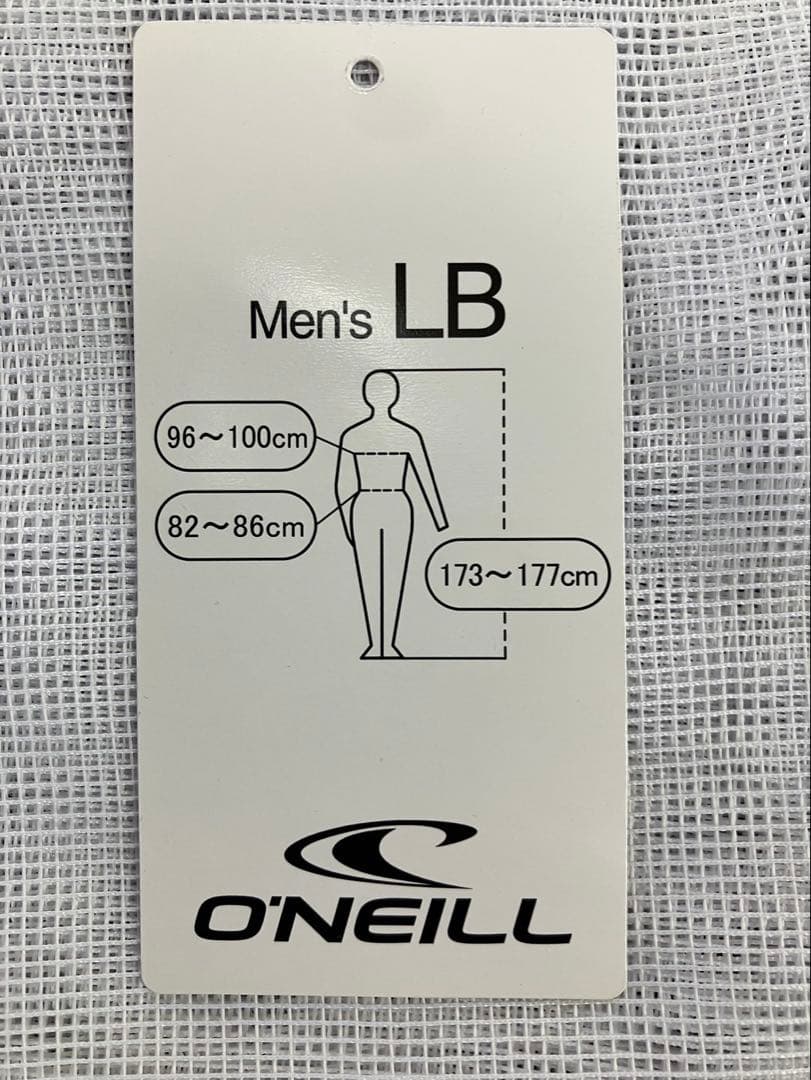 Men's LB
96～100cm
82～86cm
173～177cm
O'NEILL